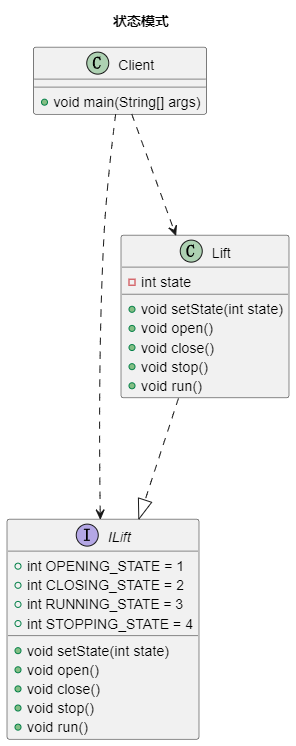 状态模式
C Client
void main(String[] args)
C Lift
int state
void setState(int state)
void open()
void close()
void stop()
void run()
I ILift
int OPENING_STATE = 1
int CLOSING_STATE = 2
int RUNNING_STATE = 3
int STOPPING_STATE = 4
void setState(int state)
void open()
void close()
void stop()
void run()